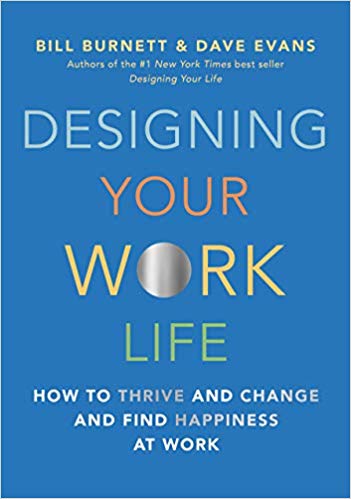 BILL BURNETT & DAVE EVANS
Authors of the #1 New York Times best seller
Designing Your Life
DESIGNING
YOUR
WORK
LIFE
HOW TO THRIVE AND CHANGE
AND FIND HAPPINESS
AT WORK